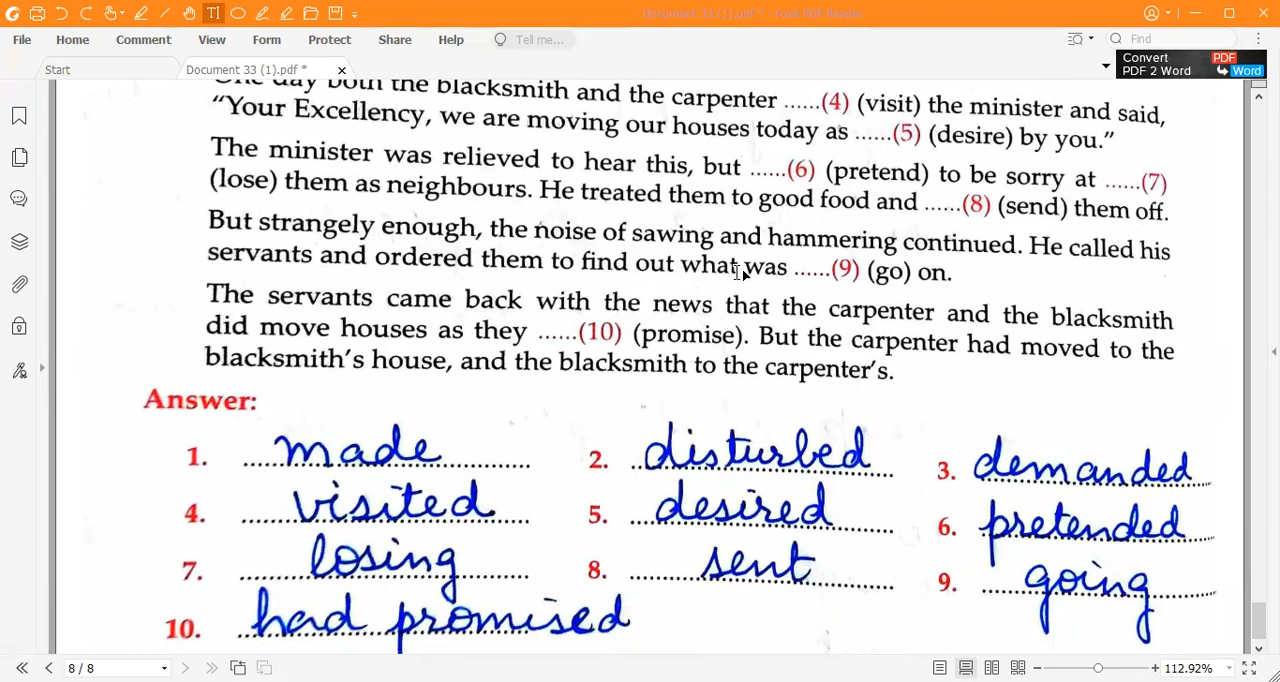 Document 33 (1).pdf * - Foxit PDF Reader
File Home Comment View Form Protect Share Help Tell me... Find
Start Document 33 (1).pdf * Convert PDF 2 Word PDF Word
One day both the blacksmith and the carpenter ......(4) (visit) the minister and said,
“Your Excellency, we are moving our houses today as ......(5) (desire) by you.”
The minister was relieved to hear this, but ......(6) (pretend) to be sorry at ......(7)
(lose) them as neighbours. He treated them to good food and ......(8) (send) them off.
But strangely enough, the noise of sawing and hammering continued. He called his
servants and ordered them to find out what was ......(9) (go) on.
The servants came back with the news that the carpenter and the blacksmith
did move houses as they ......(10) (promise). But the carpenter had moved to the
blacksmith’s house, and the blacksmith to the carpenter’s.
Answer:
1. made 2. disturbed 3. demanded
4. visited 5. desired 6. pretended
7. losing 8. sent 9. going
10. had promised
8 / 8 112.92%